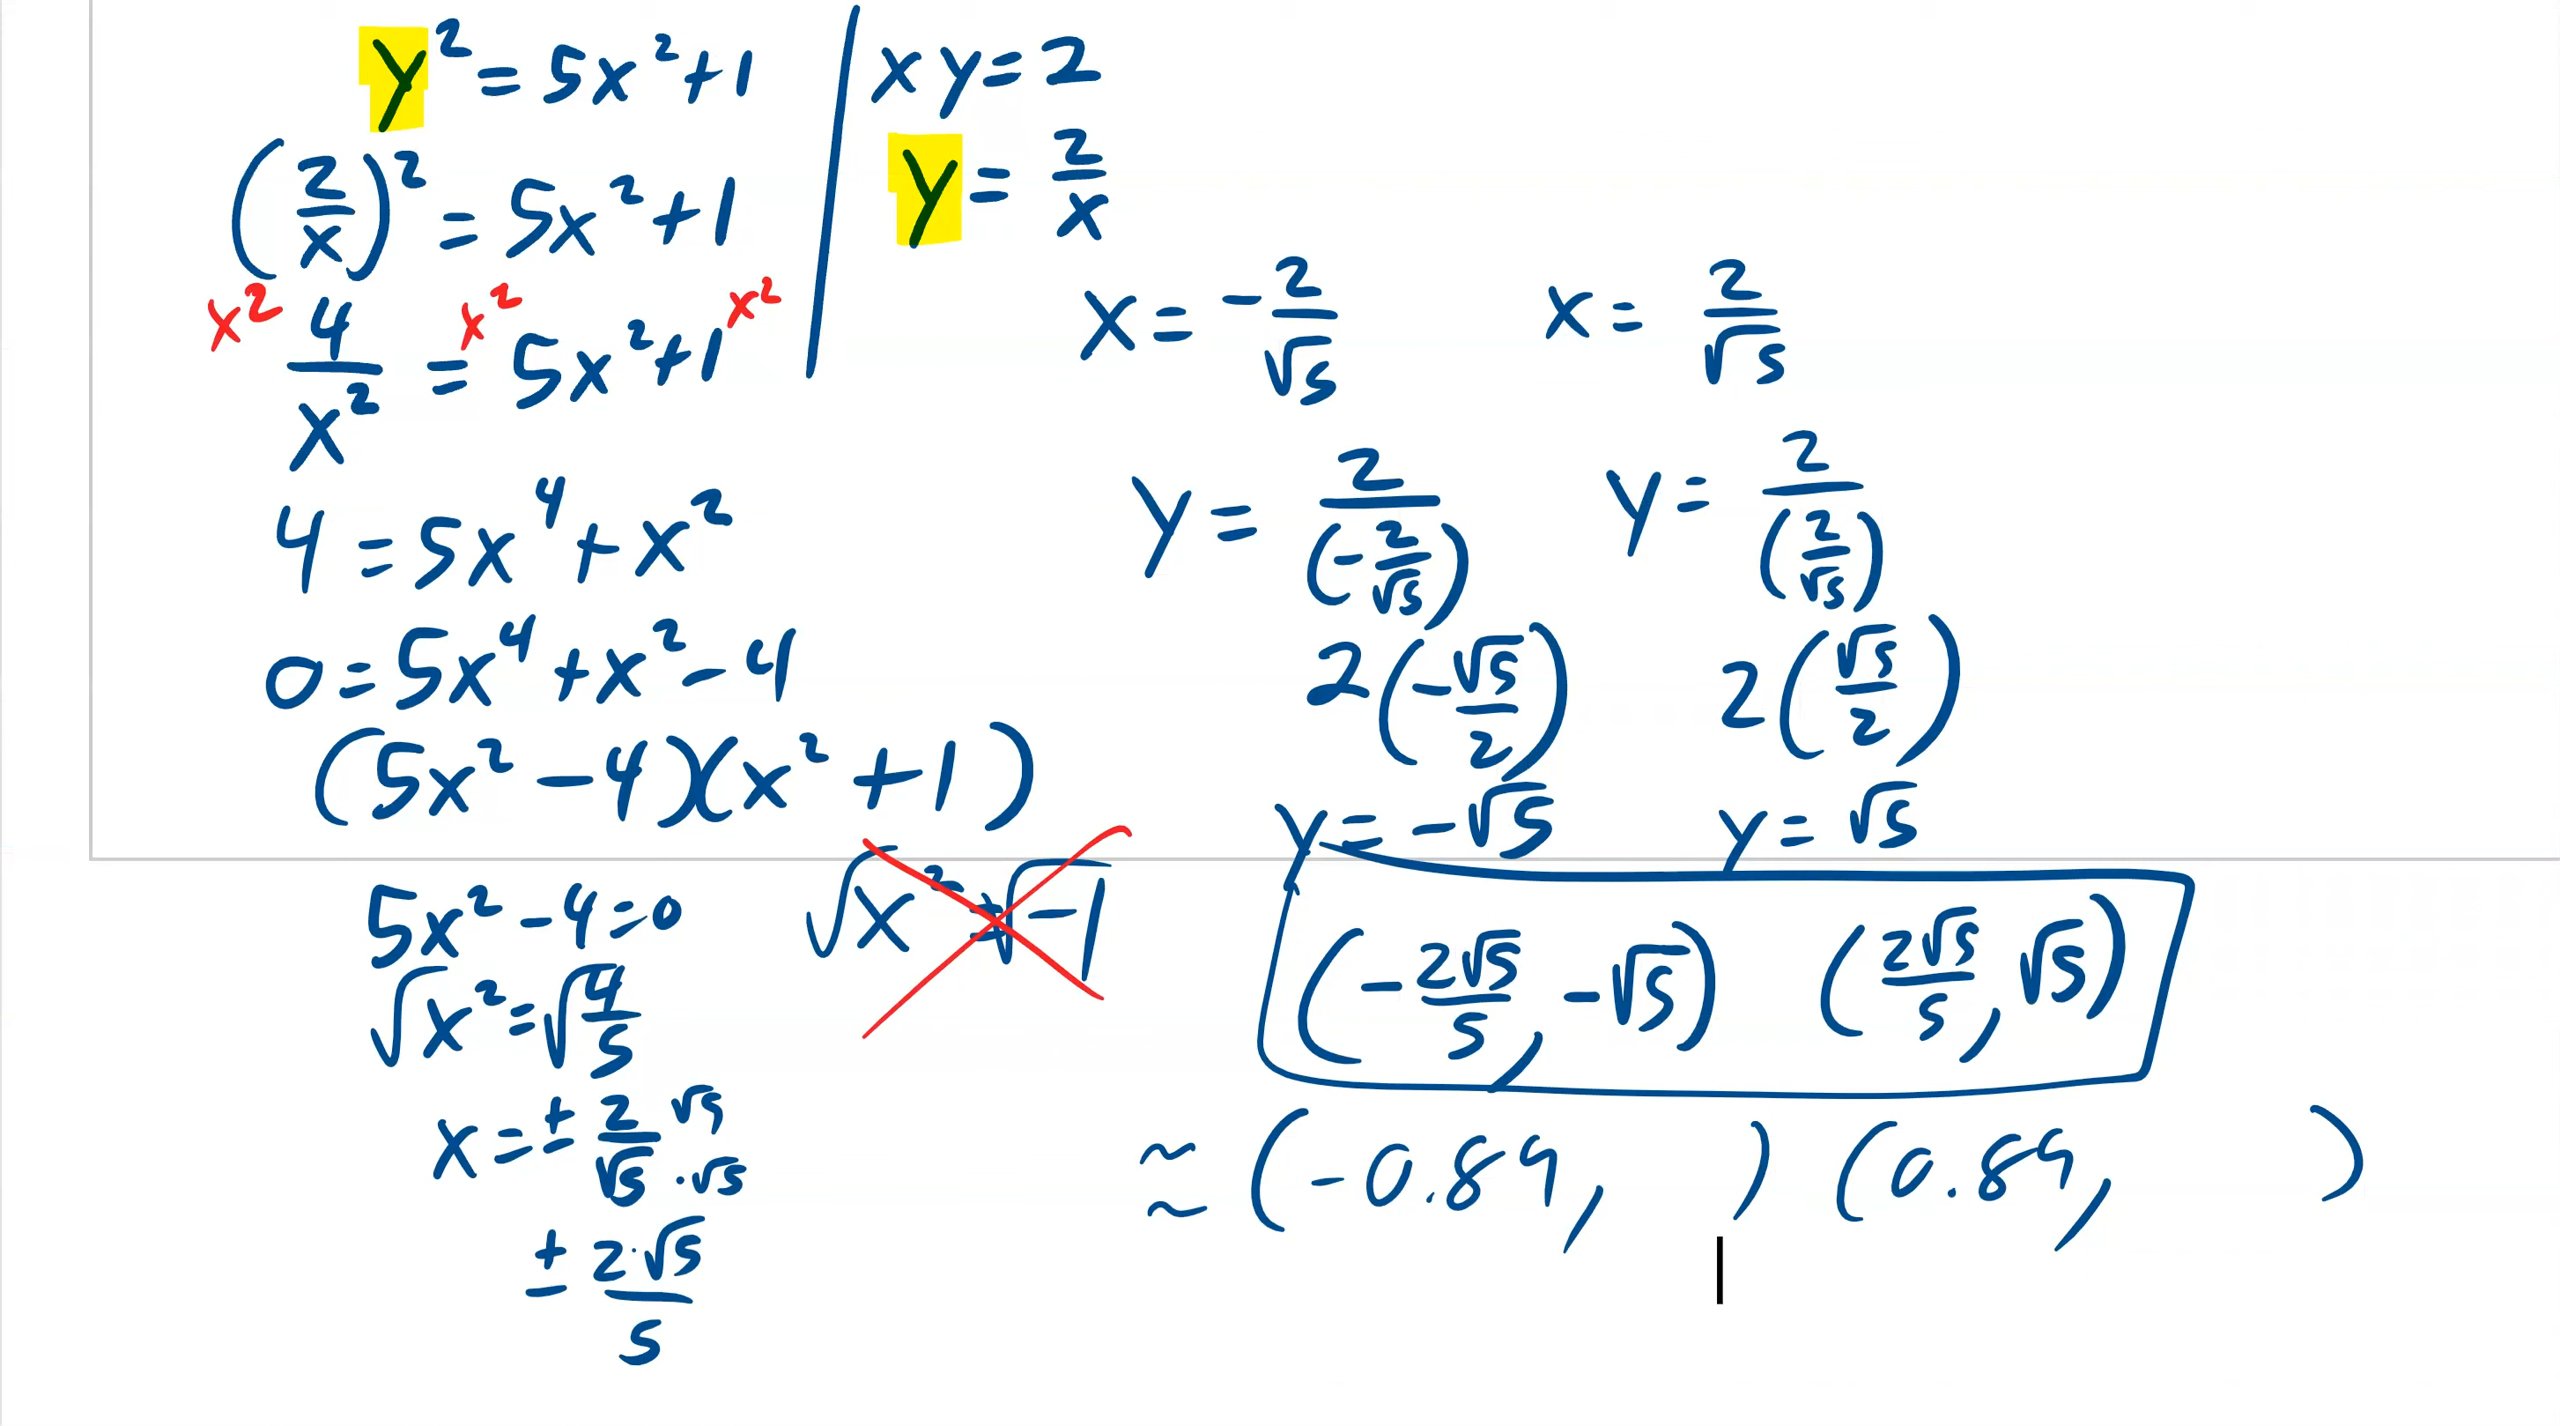 y² = 5x² + 1
(2/x)² = 5x² + 1
x² 4/x² = x² 5x² + 1 x²
4 = 5x⁴ + x²
0 = 5x⁴ + x² - 4
(5x² - 4)(x² + 1)
5x² - 4 = 0
√x² = √4/5
x = ± 2/√5 √5 · √5
± 2·√5/5
√x² = √-1
xy = 2
y = 2/x
x = -2/√5
y = 2/(-2/√5)
2(-√5/2)
y = -√5
x = 2/√5
y = 2/(2/√5)
2(√5/2)
y = √5
(-2√5/5, -√5) (2√5/5, √5)
≈ (-0.89, ) (0.89, )